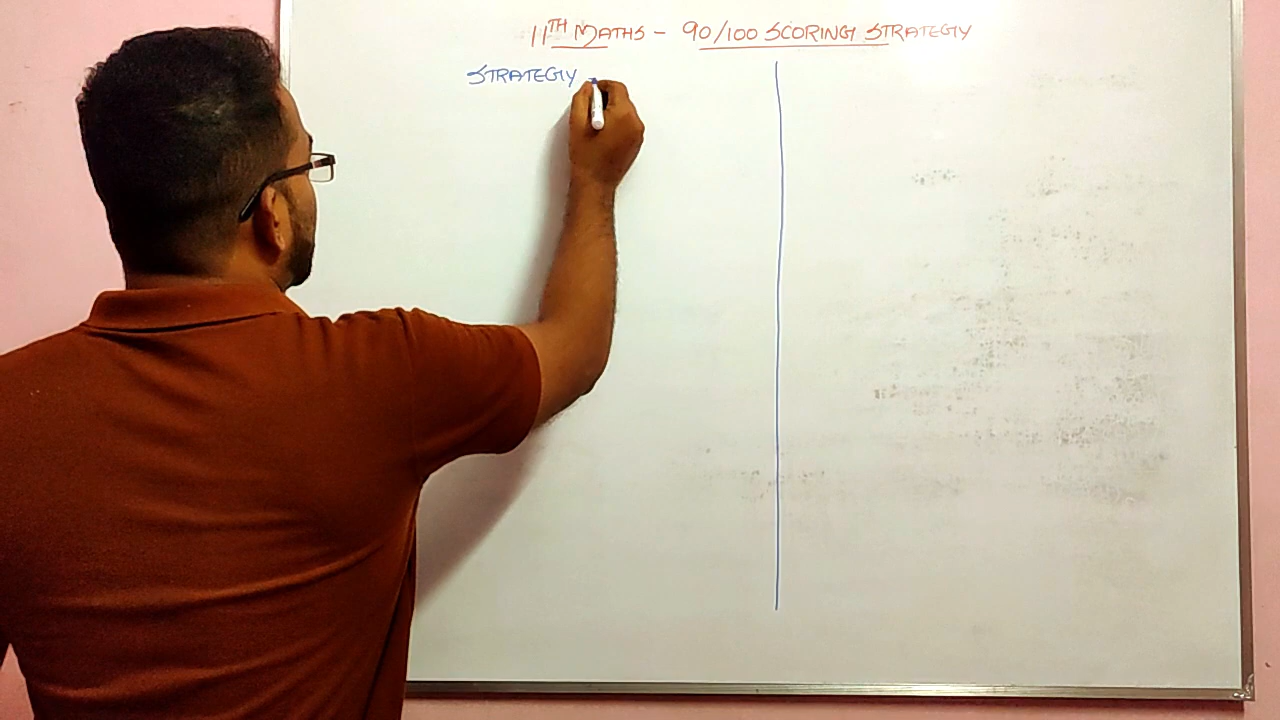 11TH MATHS - 90/100 SCORING STRATEGY
STRATEGY -